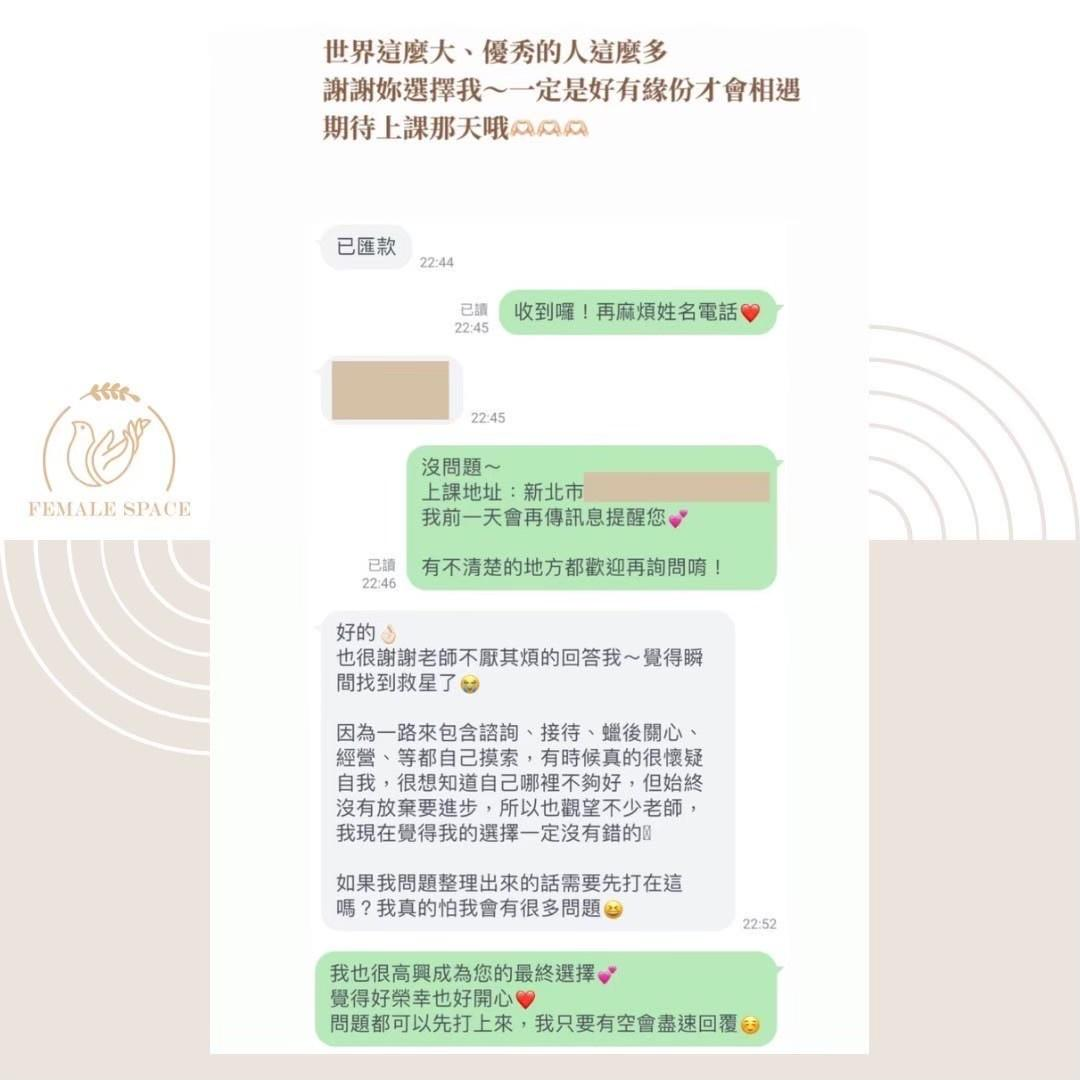 世界這麼大、優秀的人這麼多
謝謝妳選擇我～一定是好有緣份才會相遇
期待上課那天哦🫶🏻🫶🏻🫶🏻
已匯款
22:44
已讀
22:45
收到囉！再麻煩姓名電話❤️
22:45
沒問題～
上課地址：新北市
我前一天會再傳訊息提醒您💕
有不清楚的地方都歡迎再詢問唷！
已讀
22:46
FEMALE SPACE
好的👌🏻
也很謝謝老師不厭其煩的回答我～覺得瞬
間找到救星了😭
因為一路來包含諮詢、接待、蠟後關心、
經營、等都自己摸索，有時候真的很懷疑
自我，很想知道自己哪裡不夠好，但始終
沒有放棄要進步，所以也觀望不少老師，
我現在覺得我的選擇一定沒有錯的
如果我問題整理出來的話需要先打在這
嗎？我真的怕我會有很多問題😆
22:52
我也很高興成為您的最終選擇💕
覺得好榮幸也好開心❤️
問題都可以先打上來，我只要有空會盡速回覆☺️